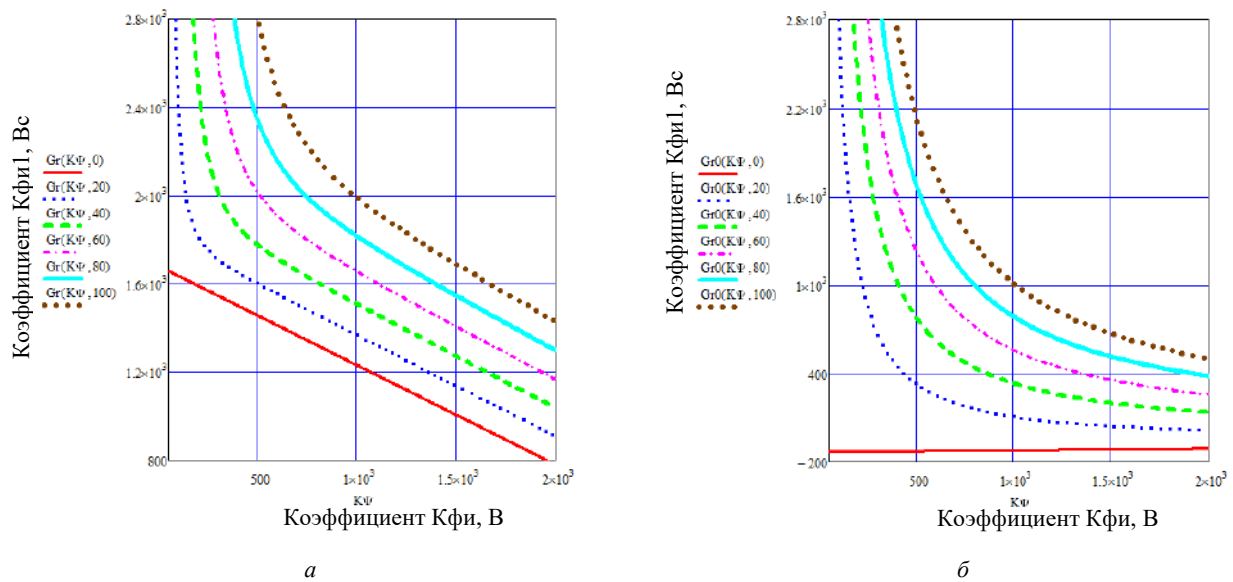 Коэффициент Кфи1, Вс
2.8×10³
2.4×10³
2×10³
1.6×10³
1.2×10³
800
Gr(KΨ,0)
Gr(KΨ,20)
Gr(KΨ,40)
Gr(KΨ,60)
Gr(KΨ,80)
Gr(KΨ,100)
500
1×10³
1.5×10³
2×10³
KΨ
Коэффициент Кфи, В
а
Коэффициент Кфи1, Вс
2.8×10³
2.2×10³
1.6×10³
1×10³
400
−200
Gr0(KΨ,0)
Gr0(KΨ,20)
Gr0(KΨ,40)
Gr0(KΨ,60)
Gr0(KΨ,80)
Gr0(KΨ,100)
500
1×10³
1.5×10³
2×10³
KΨ
Коэффициент Кфи, В
б